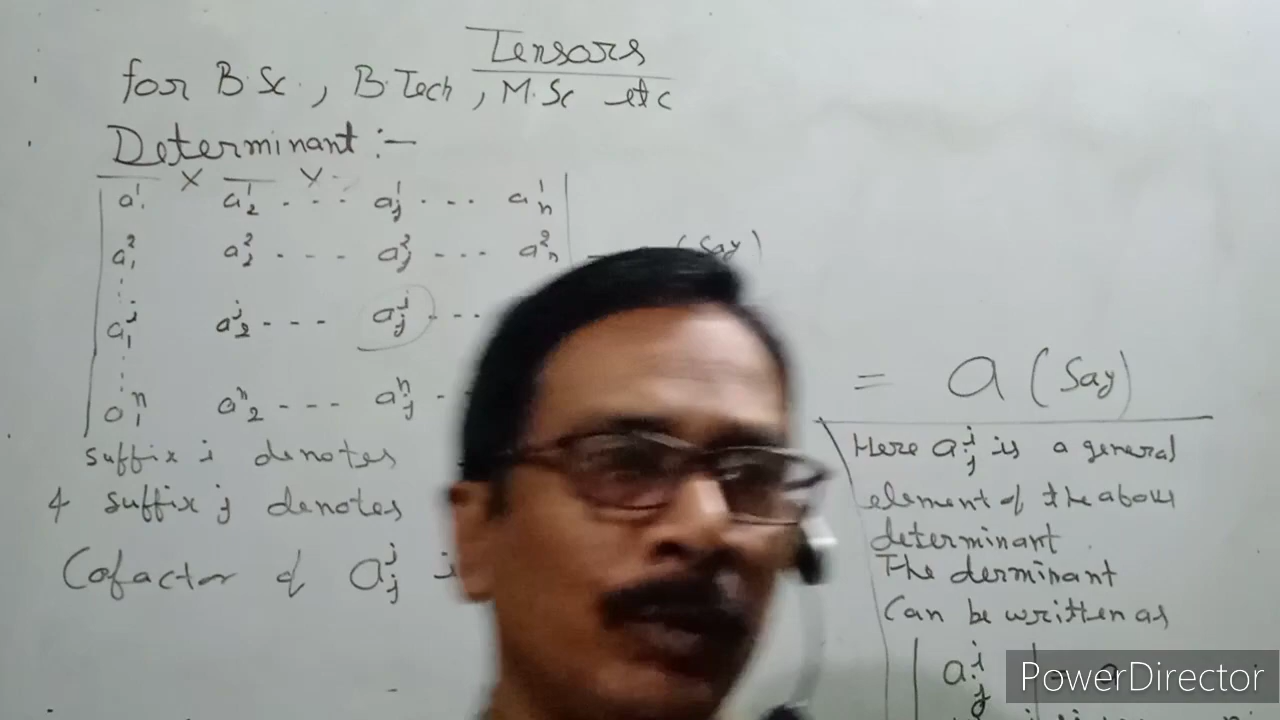 Tensors
for B.Sc., B.Tech, M.Sc etc
Determinant :-
a¹₁ a¹₂ ... a¹ⱼ ... a¹ₙ
a²₁ a²₂ ... a²ⱼ ... a²ₙ
(Say)
aⁱ₁ aⁱ₂ ... aⁱⱼ ...
aⁿ₁ aⁿ₂ ... aⁿⱼ
= a (Say)
suffix i denotes
& suffix j denotes
Cofactor of aⁱⱼ i
Here aⁱⱼ is a general
element of the above
determinant
The derminant
Can be written as
|aⁱⱼ| = a
PowerDirector